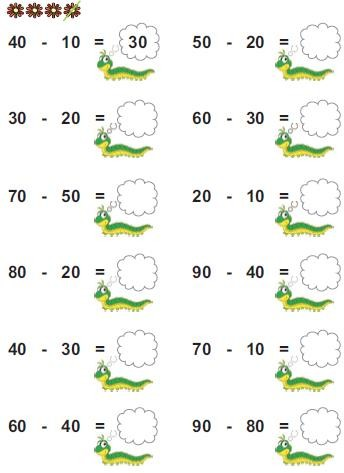 40 - 10 = 30 50 - 20 =
30 - 20 = 60 - 30 =
70 - 50 = 20 - 10 =
80 - 20 = 90 - 40 =
40 - 30 = 70 - 10 =
60 - 40 = 90 - 80 =